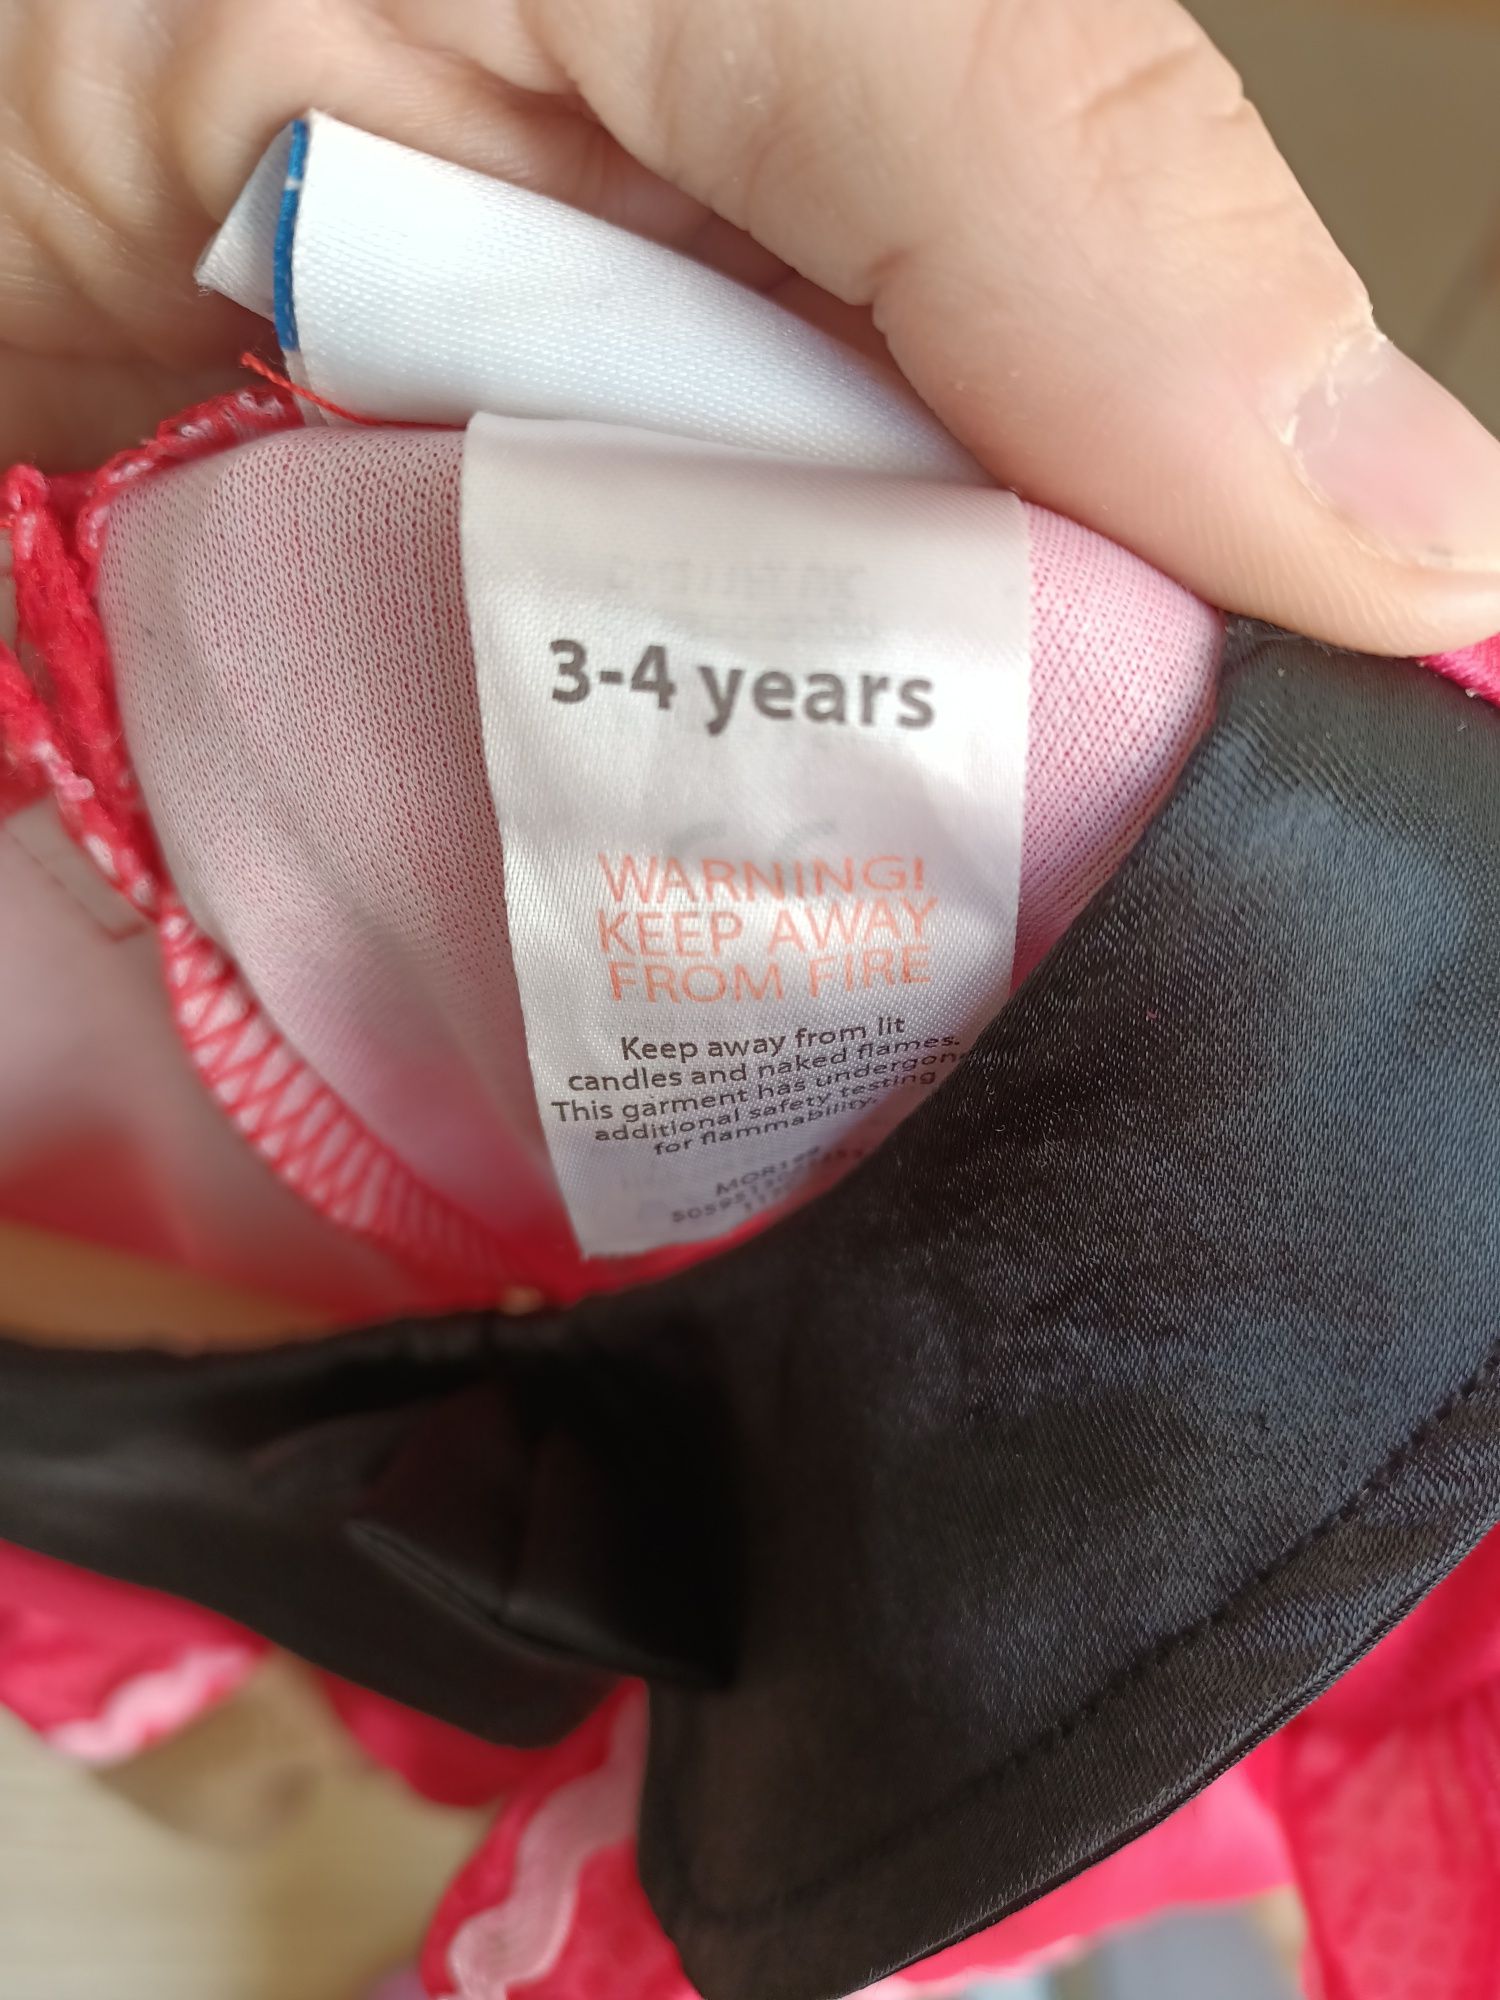 3-4 years
WARNING!
KEEP AWAY
FROM FIRE
Keep away from lit
candles and naked flames.
This garment has undergone
additional safety testing
for flammability.